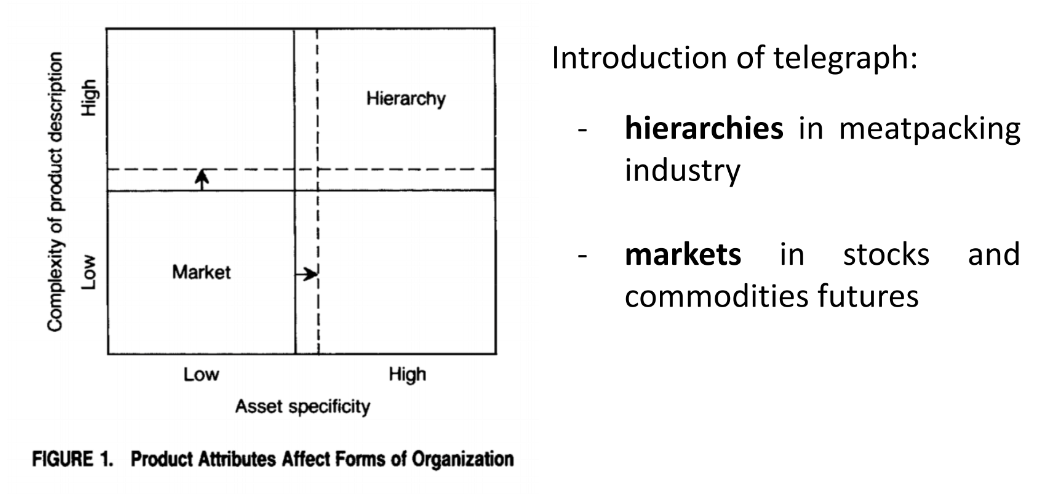 Complexity of product description
High
Low
Hierarchy
Market
Low
High
Asset specificity
FIGURE 1. Product Attributes Affect Forms of Organization
Introduction of telegraph:
- hierarchies in meatpacking
industry
- markets in stocks and
commodities futures